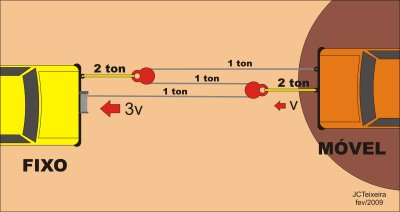 1 ton
2 ton
1 ton
2 ton
1 ton
3v
v
MÓVEL
FIXO
JCTeixeira
fev/2009